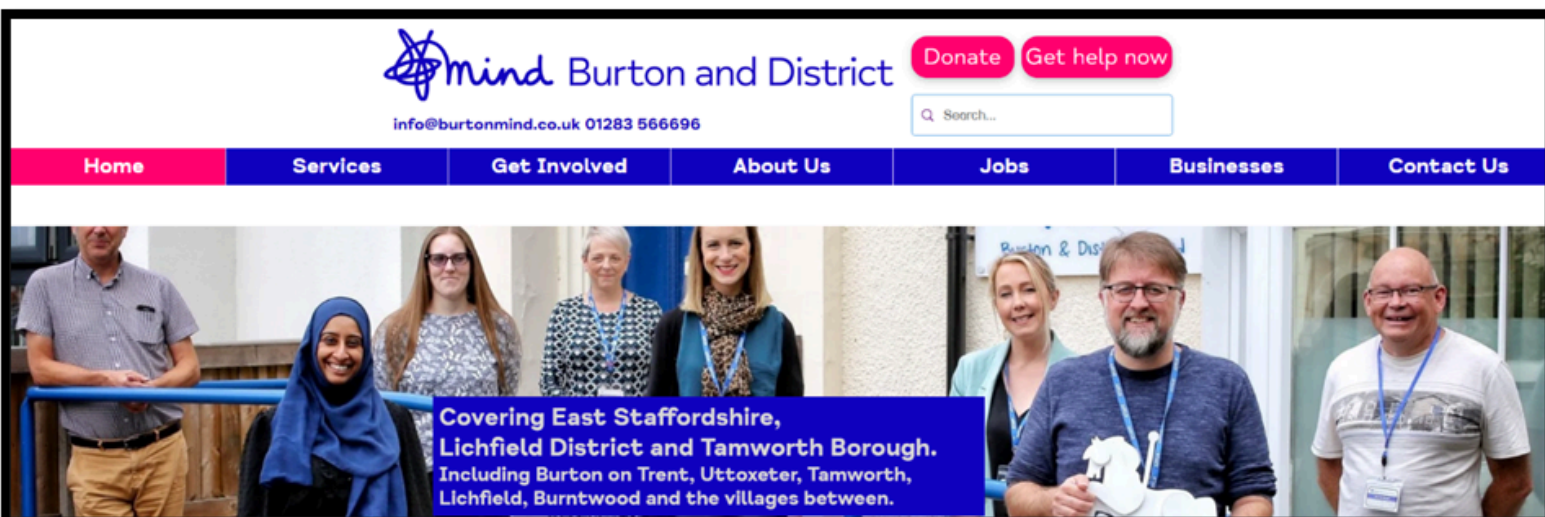 mind Burton and District
Donate
Get help now
info@burtonmind.co.uk 01283 566696
Search...
Home
Services
Get Involved
About Us
Jobs
Businesses
Contact Us
Burton & Dis
Covering East Staffordshire,
Lichfield District and Tamworth Borough.
Including Burton on Trent, Uttoxeter, Tamworth,
Lichfield, Burntwood and the villages between.